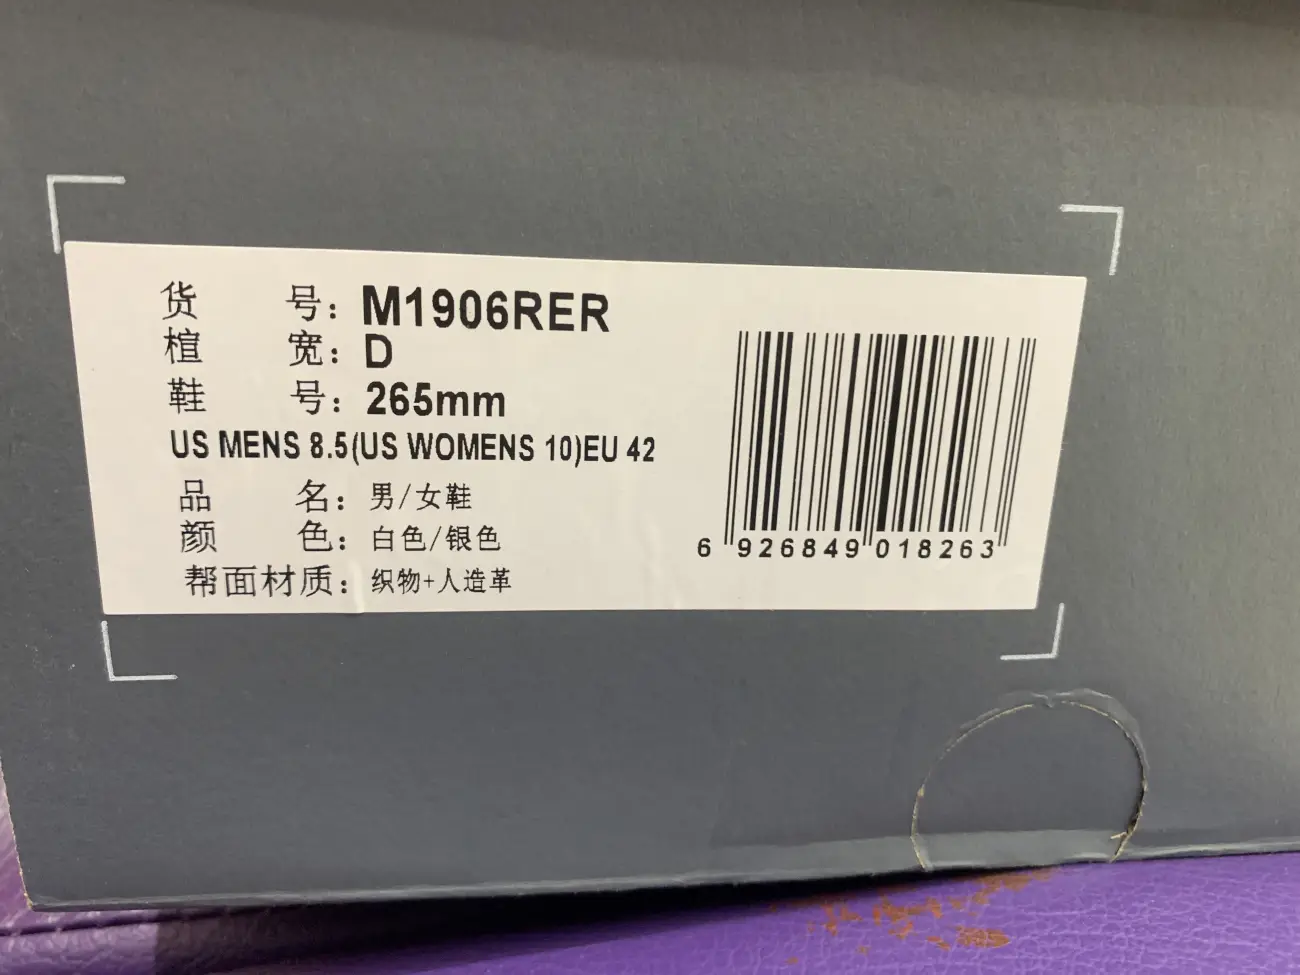 货 号: M1906RER
楦 宽: D
鞋 号: 265mm
US MENS 8.5(US WOMENS 10)EU 42
品 名: 男/女鞋
颜 色: 白色/银色
帮面材质: 织物+人造革
6 926849 018263